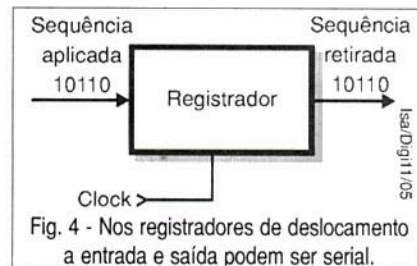 Sequência
aplicada
10110
Registrador
Sequência
retirada
10110
Clock
Isa/Digi11/05
Fig. 4 - Nos registradores de deslocamento
a entrada e saída podem ser serial.